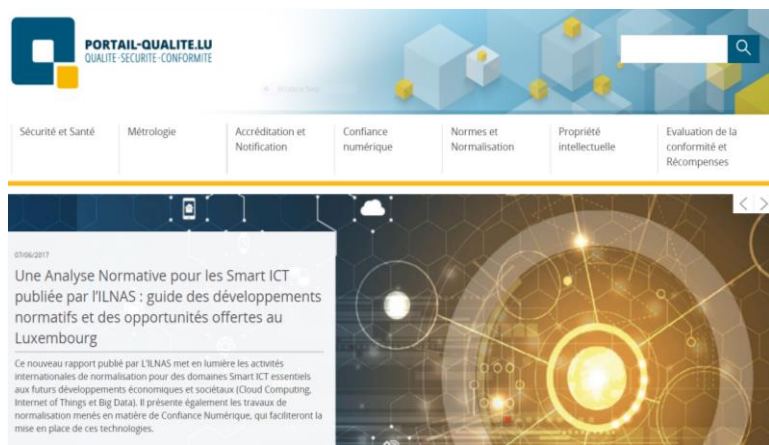 PORTAIL-QUALITE.LU
QUALITE-SECURITE-CONFORMITE
Sécurité et Santé
Métrologie
Accréditation et
Notification
Confiance
numérique
Normes et
Normalisation
Propriété
intellectuelle
Evaluation de la
conformité et
Récompenses
07/06/2017
Une Analyse Normative pour les Smart ICT
publiée par l'ILNAS : guide des développements
normatifs et des opportunités offertes au
Luxembourg
Ce nouveau rapport publié par L'ILNAS met en lumière les activités
internationales de normalisation pour des domaines Smart ICT essentiels
aux futurs développements économiques et sociétaux (Cloud Computing,
Internet of Things et Big Data). Il présente également les travaux de
normalisation menés en matière de Confiance Numérique, qui faciliteront la
mise en place de ces technologies.